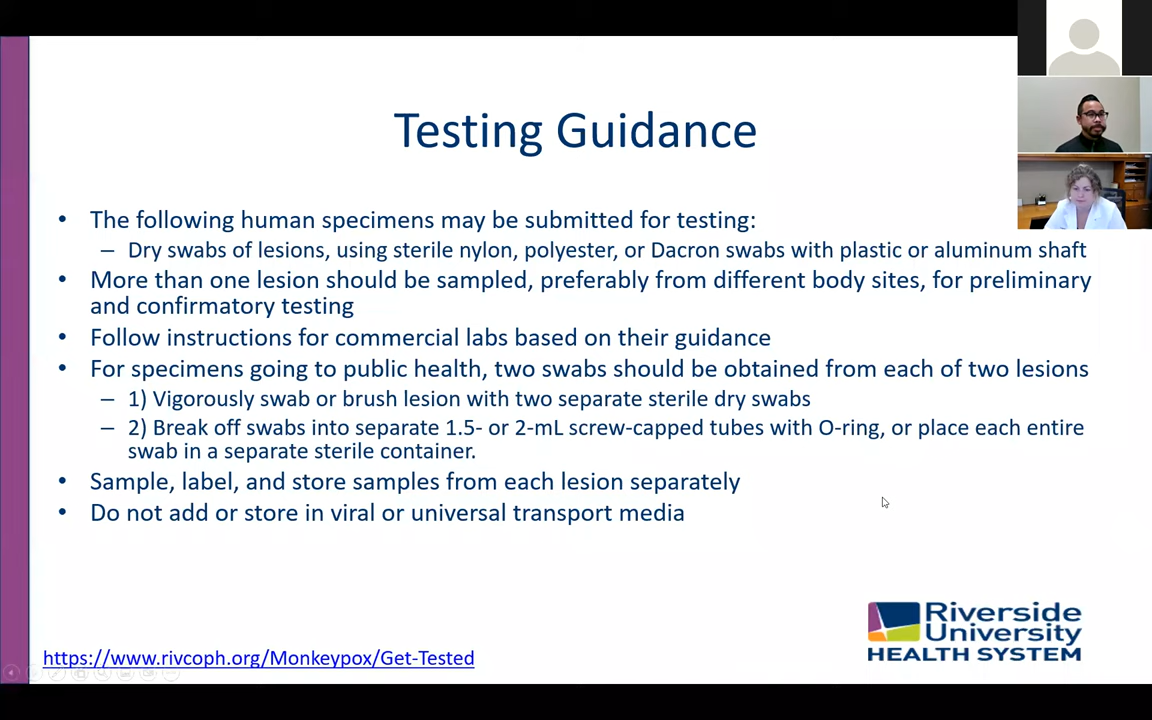 Testing Guidance
• The following human specimens may be submitted for testing:
– Dry swabs of lesions, using sterile nylon, polyester, or Dacron swabs with plastic or aluminum shaft
• More than one lesion should be sampled, preferably from different body sites, for preliminary
and confirmatory testing
• Follow instructions for commercial labs based on their guidance
• For specimens going to public health, two swabs should be obtained from each of two lesions
– 1) Vigorously swab or brush lesion with two separate sterile dry swabs
– 2) Break off swabs into separate 1.5- or 2-mL screw-capped tubes with O-ring, or place each entire
swab in a separate sterile container.
• Sample, label, and store samples from each lesion separately
• Do not add or store in viral or universal transport media
https://www.rivcoph.org/Monkeypox/Get-Tested
Riverside
University
HEALTH SYSTEM